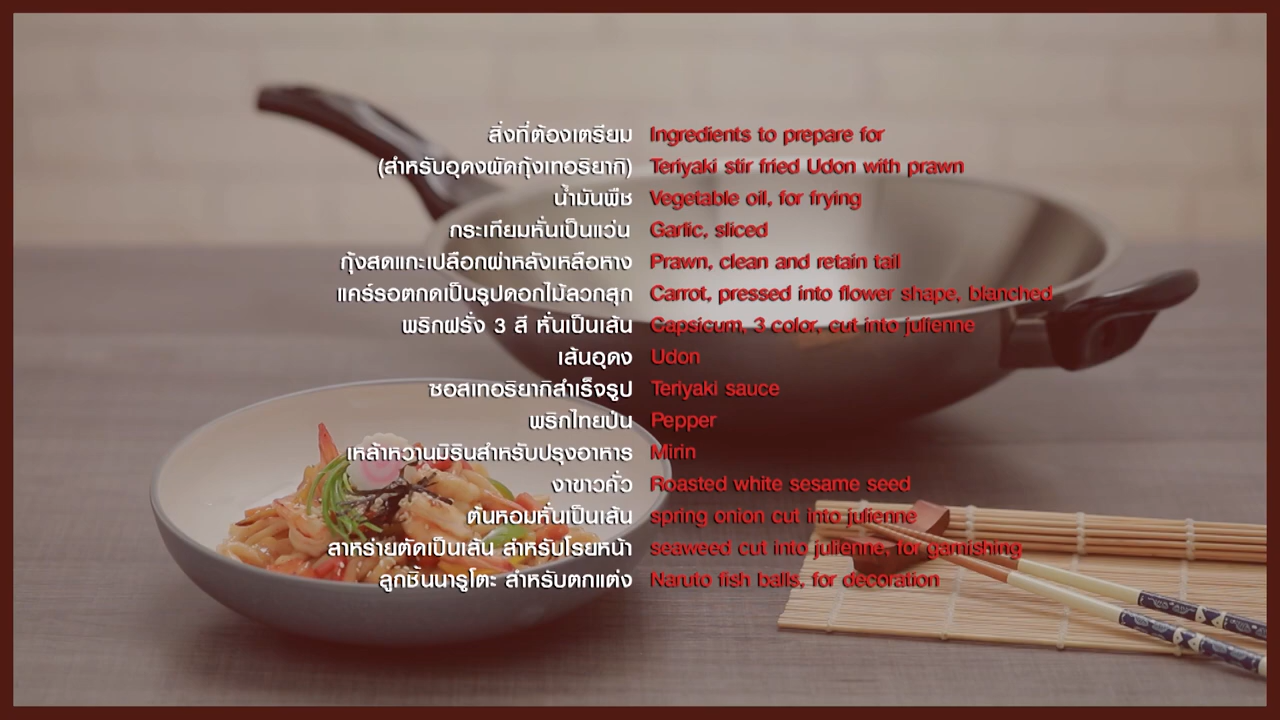 สิ่งที่ต้องเตรียม Ingredients to prepare for
(สำหรับอุดงผัดกุ้งเทอริยากิ) Teriyaki stir fried Udon with prawn
น้ำมันพืช Vegetable oil, for frying
กระเทียมหั่นเป็นแว่น Garlic, sliced
กุ้งสดแกะเปลือกผ่าหลังเหลือหาง Prawn, clean and retain tail
แคร์รอตกดเป็นรูปดอกไม้ลวกสุก Carrot, pressed into flower shape, blanched
พริกฝรั่ง 3 สี หั่นเป็นเส้น Capsicum, 3 color, cut into julienne
เส้นอุดง Udon
ซอสเทอริยากิสำเร็จรูป Teriyaki sauce
พริกไทยป่น Pepper
เหล้าหวานมิรินสำหรับปรุงอาหาร Mirin
งาขาวคั่ว Roasted white sesame seed
ต้นหอมหั่นเป็นเส้น spring onion cut into julienne
สาหร่ายตัดเป็นเส้น สำหรับโรยหน้า seaweed cut into julienne, for garnishing
ลูกชิ้นนารูโตะ สำหรับตกแต่ง Naruto fish balls, for decoration